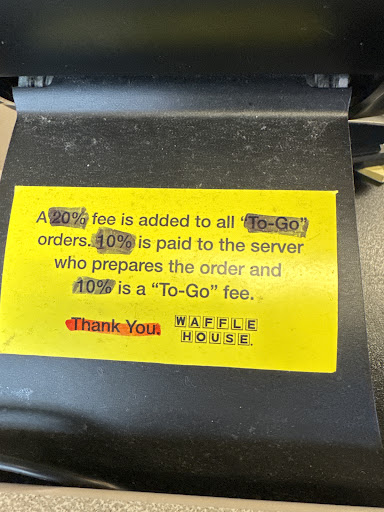 A 20% fee is added to all "To-Go"
orders. 10% is paid to the server
who prepares the order and
10% is a "To-Go" fee.
Thank You. WAFFLE
HOUSE.